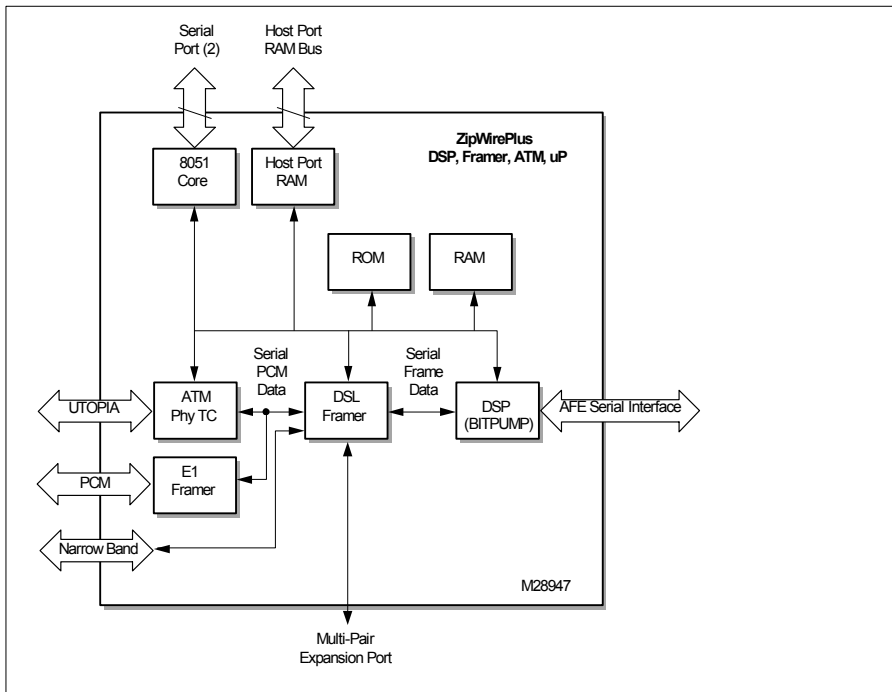 Serial
Port (2)
Host Port
RAM Bus
ZipWirePlus
DSP, Framer, ATM, uP
8051
Core
Host Port
RAM
ROM
RAM
Serial
PCM
Data
Serial
Frame
Data
UTOPIA
ATM
Phy TC
DSL
Framer
DSP
(BITPUMP)
AFE Serial Interface
PCM
E1
Framer
Narrow Band
M28947
Multi-Pair
Expansion Port